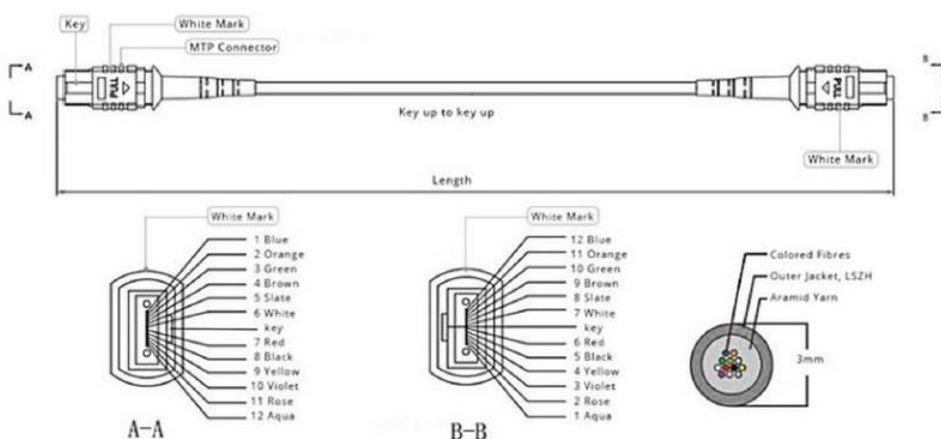 Key
White Mark
MTP Connector
A
A
PULL
Key up to key up
PULL
B
B
White Mark
Length
White Mark
1 Blue
2 Orange
3 Green
4 Brown
5 Slate
6 White
key
7 Red
8 Black
9 Yellow
10 Violet
11 Rose
12 Aqua
A-A
White Mark
12 Blue
11 Orange
10 Green
9 Brown
8 Slate
7 White
key
6 Red
5 Black
4 Yellow
3 Violet
2 Rose
1 Aqua
B-B
Colored Fibres
Outer Jacket, LSZH
Aramid Yarn
3mm